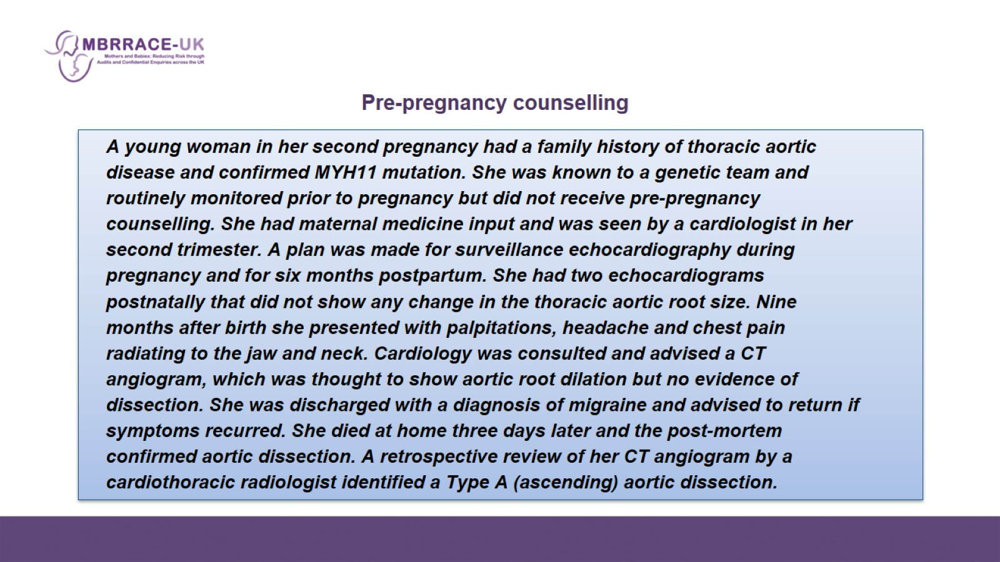 MBRRACE-UK
Mothers and Babies: Reducing Risk through
Audits and Confidential Enquiries across the UK
Pre-pregnancy counselling
A young woman in her second pregnancy had a family history of thoracic aortic
disease and confirmed MYH11 mutation. She was known to a genetic team and
routinely monitored prior to pregnancy but did not receive pre-pregnancy
counselling. She had maternal medicine input and was seen by a cardiologist in her
second trimester. A plan was made for surveillance echocardiography during
pregnancy and for six months postpartum. She had two echocardiograms
postnatally that did not show any change in the thoracic aortic root size. Nine
months after birth she presented with palpitations, headache and chest pain
radiating to the jaw and neck. Cardiology was consulted and advised a CT
angiogram, which was thought to show aortic root dilation but no evidence of
dissection. She was discharged with a diagnosis of migraine and advised to return if
symptoms recurred. She died at home three days later and the post-mortem
confirmed aortic dissection. A retrospective review of her CT angiogram by a
cardiothoracic radiologist identified a Type A (ascending) aortic dissection.